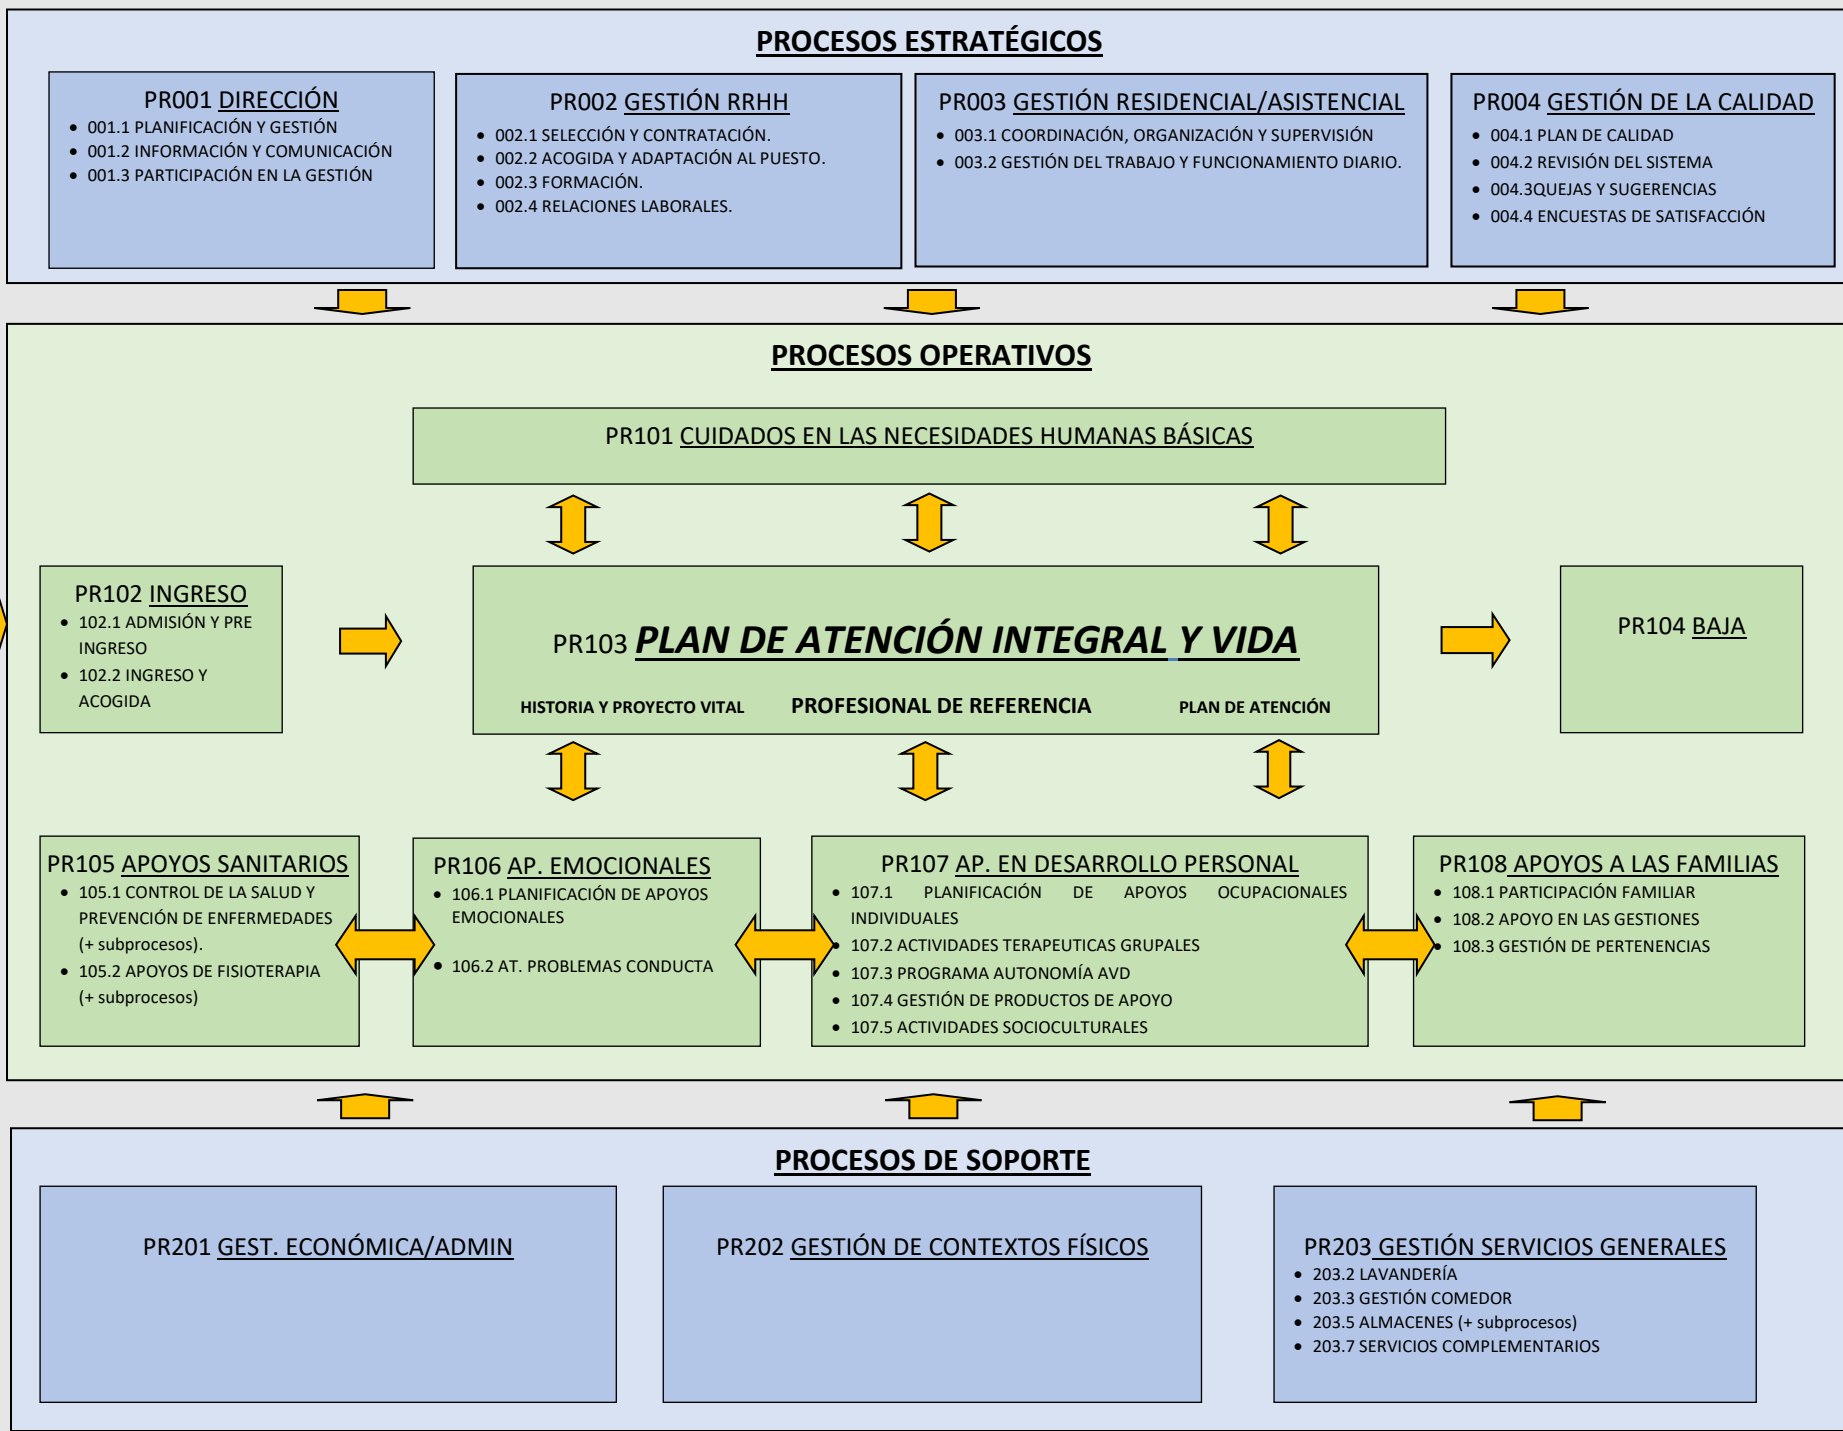 PROCESOS ESTRATÉGICOS
PR001 DIRECCIÓN
• 001.1 PLANIFICACIÓN Y GESTIÓN
• 001.2 INFORMACIÓN Y COMUNICACIÓN
• 001.3 PARTICIPACIÓN EN LA GESTIÓN
PR002 GESTIÓN RRHH
• 002.1 SELECCIÓN Y CONTRATACIÓN.
• 002.2 ACOGIDA Y ADAPTACIÓN AL PUESTO.
• 002.3 FORMACIÓN.
• 002.4 RELACIONES LABORALES.
PR003 GESTIÓN RESIDENCIAL/ASISTENCIAL
• 003.1 COORDINACIÓN, ORGANIZACIÓN Y SUPERVISIÓN
• 003.2 GESTIÓN DEL TRABAJO Y FUNCIONAMIENTO DIARIO.
PR004 GESTIÓN DE LA CALIDAD
• 004.1 PLAN DE CALIDAD
• 004.2 REVISIÓN DEL SISTEMA
• 004.3QUEJAS Y SUGERENCIAS
• 004.4 ENCUESTAS DE SATISFACCIÓN
PROCESOS OPERATIVOS
PR101 CUIDADOS EN LAS NECESIDADES HUMANAS BÁSICAS
PR102 INGRESO
• 102.1 ADMISIÓN Y PRE
INGRESO
• 102.2 INGRESO Y
ACOGIDA
PR103 PLAN DE ATENCIÓN INTEGRAL Y VIDA
HISTORIA Y PROYECTO VITAL PROFESIONAL DE REFERENCIA PLAN DE ATENCIÓN
PR104 BAJA
PR105 APOYOS SANITARIOS
• 105.1 CONTROL DE LA SALUD Y
PREVENCIÓN DE ENFERMEDADES
(+ subprocesos).
• 105.2 APOYOS DE FISIOTERAPIA
(+ subprocesos)
PR106 AP. EMOCIONALES
• 106.1 PLANIFICACIÓN DE APOYOS
EMOCIONALES
• 106.2 AT. PROBLEMAS CONDUCTA
PR107 AP. EN DESARROLLO PERSONAL
• 107.1 PLANIFICACIÓN DE APOYOS OCUPACIONALES
INDIVIDUALES
• 107.2 ACTIVIDADES TERAPEUTICAS GRUPALES
• 107.3 PROGRAMA AUTONOMÍA AVD
• 107.4 GESTIÓN DE PRODUCTOS DE APOYO
• 107.5 ACTIVIDADES SOCIOCULTURALES
PR108 APOYOS A LAS FAMILIAS
• 108.1 PARTICIPACIÓN FAMILIAR
• 108.2 APOYO EN LAS GESTIONES
• 108.3 GESTIÓN DE PERTENENCIAS
PROCESOS DE SOPORTE
PR201 GEST. ECONÓMICA/ADMIN
PR202 GESTIÓN DE CONTEXTOS FÍSICOS
PR203 GESTIÓN SERVICIOS GENERALES
• 203.2 LAVANDERÍA
• 203.3 GESTIÓN COMEDOR
• 203.5 ALMACENES (+ subprocesos)
• 203.7 SERVICIOS COMPLEMENTARIOS